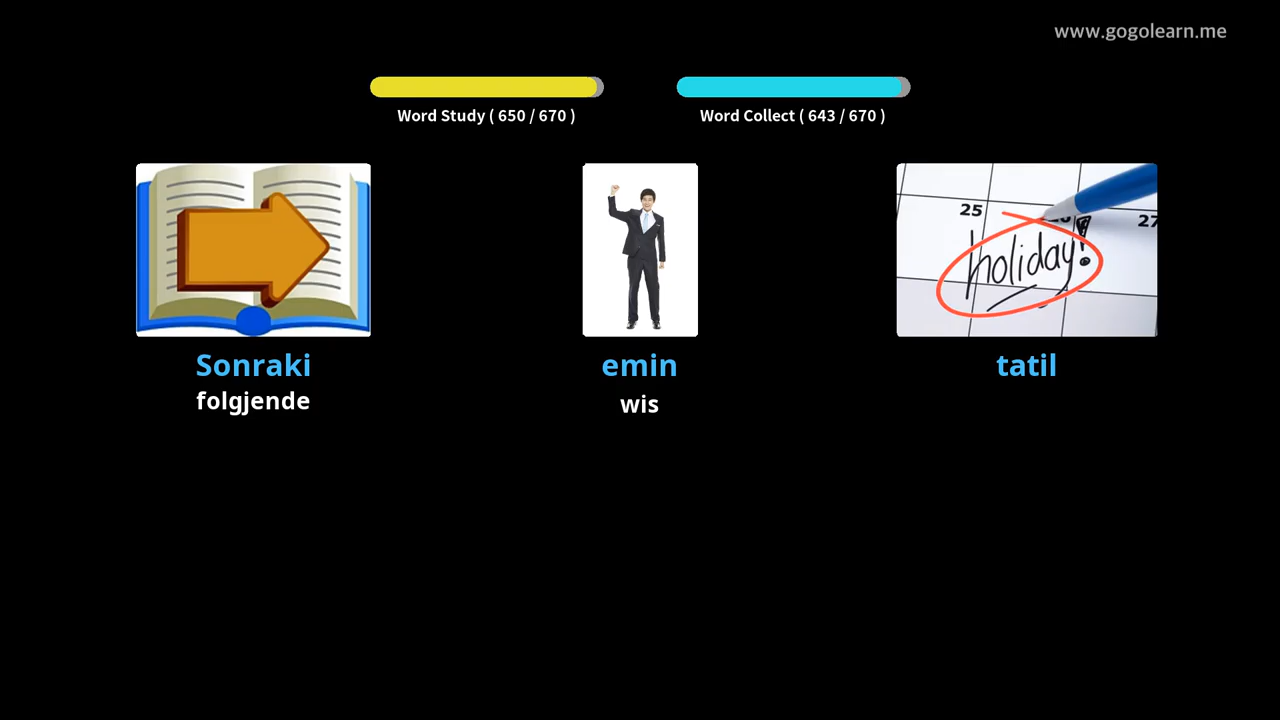 www.gogolearn.me
Word Study ( 650 / 670 )
Word Collect ( 643 / 670 )
25
27
holiday!
Sonraki
emin
tatil
folgjende
wis